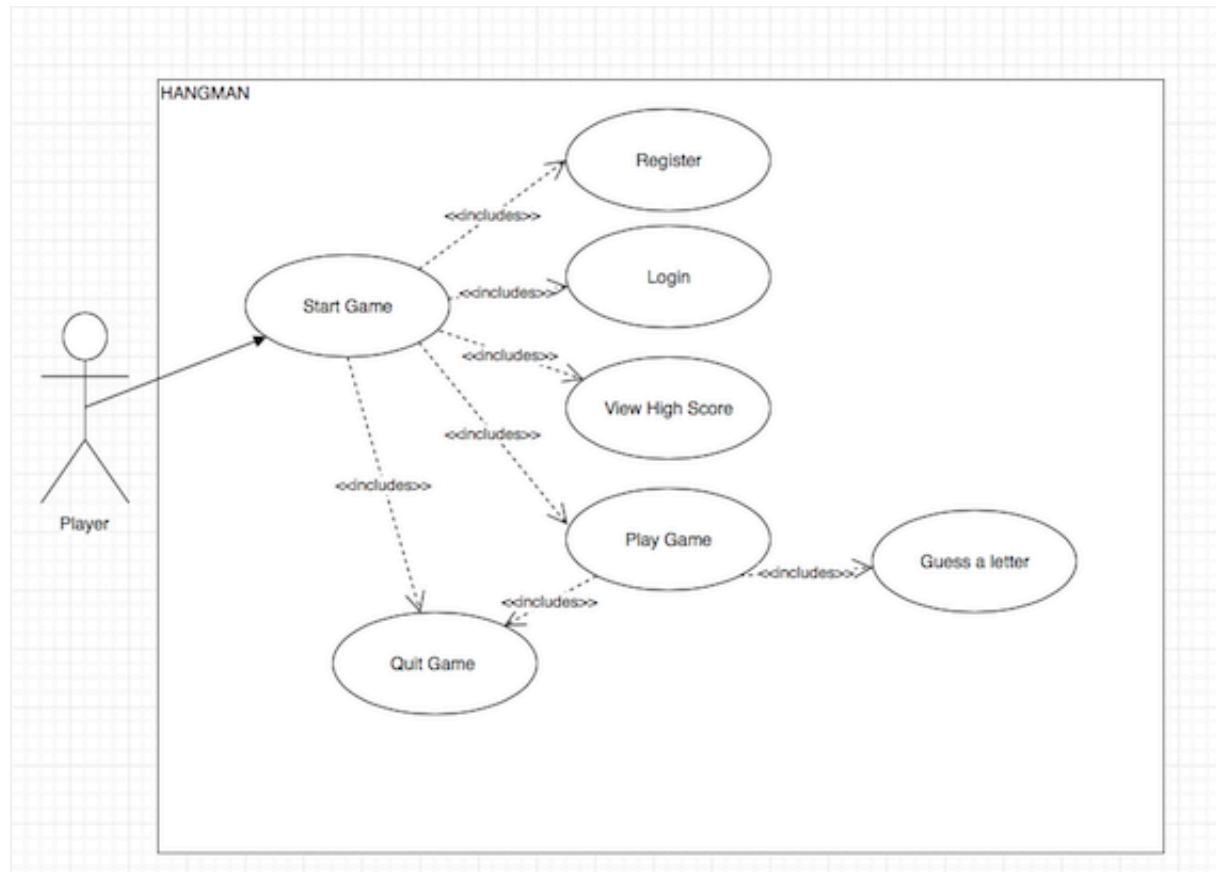 HANGMAN
Register
<<includes>>
Login
<<includes>>
Start Game
<<includes>>
View High Score
<<includes>>
<<includes>>
Player
Play Game
Guess a letter
<<includes>>
<<includes>>
Quit Game